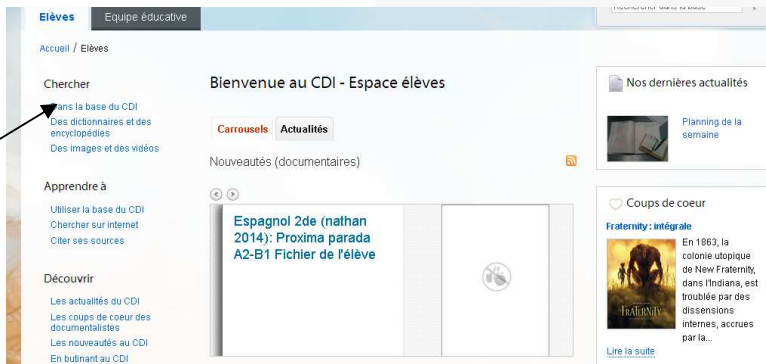 Elèves
Equipe éducative
Rechercher dans la base
Accueil / Elèves
Chercher
Dans la base du CDI
Des dictionnaires et des
encyclopédies
Des images et des vidéos
Apprendre à
Utiliser la base du CDI
Chercher sur internet
Citer ses sources
Découvrir
Les actualités du CDI
Les coups de coeur des
documentalistes
Les nouveautés au CDI
En butinant au CDI
Bienvenue au CDI - Espace élèves
Carrousels
Actualités
Nouveautés (documentaires)
Espagnol 2de (nathan
2014): Proxima parada
A2-B1 Fichier de l'élève
Nos dernières actualités
Planning de la
semaine
Coups de coeur
Fraternity : intégrale
FRATERNITY
En 1863, la
colonie utopique
de New Fraternity,
dans l'Indiana, est
troublée par des
dissensions
internes, accrues
par la...
Lire la suite